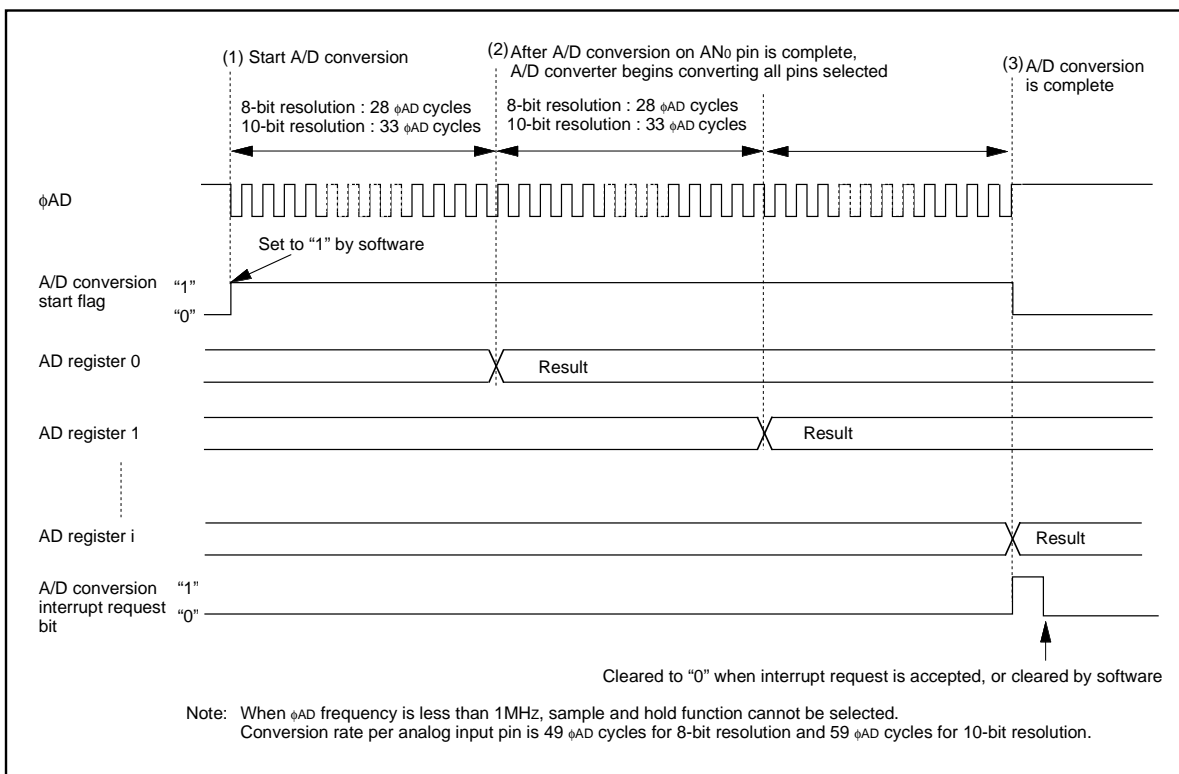 (1) Start A/D conversion
(2) After A/D conversion on AN0 pin is complete,
A/D converter begins converting all pins selected
(3) A/D conversion
is complete
8-bit resolution : 28 φAD cycles
10-bit resolution : 33 φAD cycles
8-bit resolution : 28 φAD cycles
10-bit resolution : 33 φAD cycles
φAD
Set to “1” by software
A/D conversion
start flag
“1”
“0”
AD register 0
Result
AD register 1
Result
AD register i
Result
A/D conversion
interrupt request
bit
“1”
“0”
Cleared to “0” when interrupt request is accepted, or cleared by software
Note: When φAD frequency is less than 1MHz, sample and hold function cannot be selected.
Conversion rate per analog input pin is 49 φAD cycles for 8-bit resolution and 59 φAD cycles for 10-bit resolution.